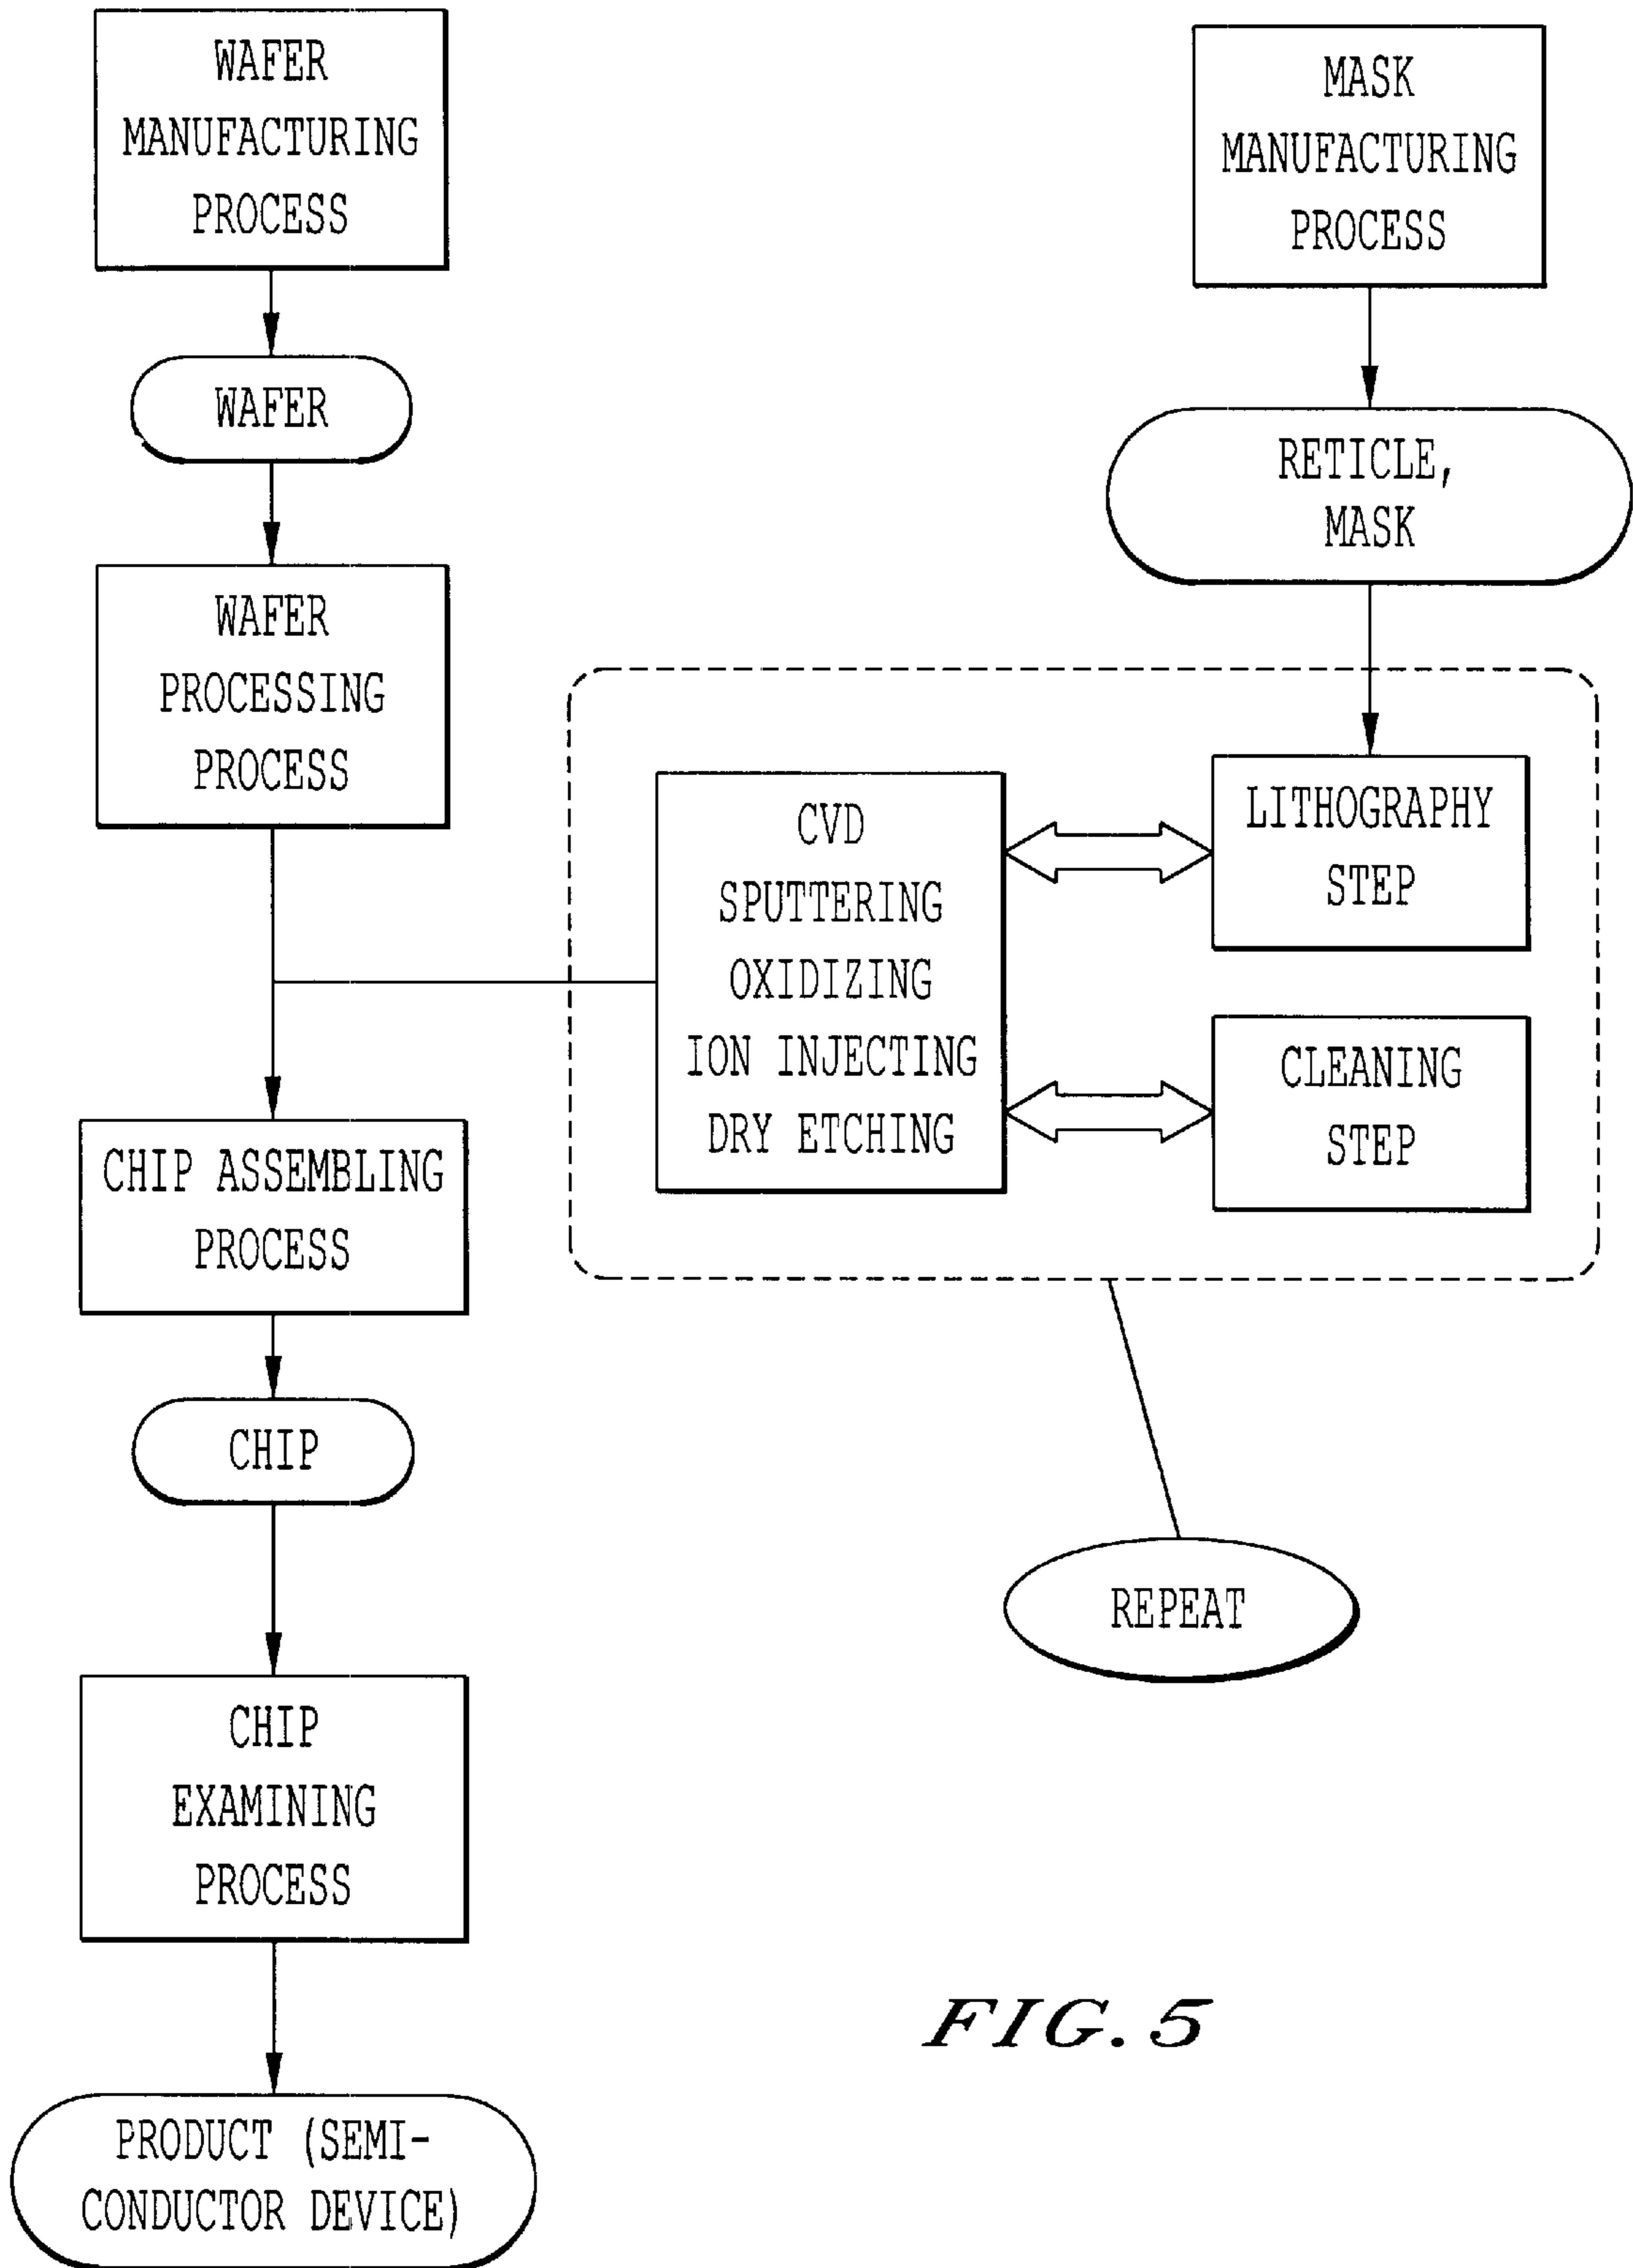 WAFER
MANUFACTURING
PROCESS
WAFER
WAFER
PROCESSING
PROCESS
CHIP ASSEMBLING
PROCESS
CHIP
CHIP
EXAMINING
PROCESS
PRODUCT (SEMI-
CONDUCTOR DEVICE)
MASK
MANUFACTURING
PROCESS
RETICLE,
MASK
CVD
SPUTTERING
OXIDIZING
ION INJECTING
DRY ETCHING
LITHOGRAPHY
STEP
CLEANING
STEP
REPEAT
FIG. 5